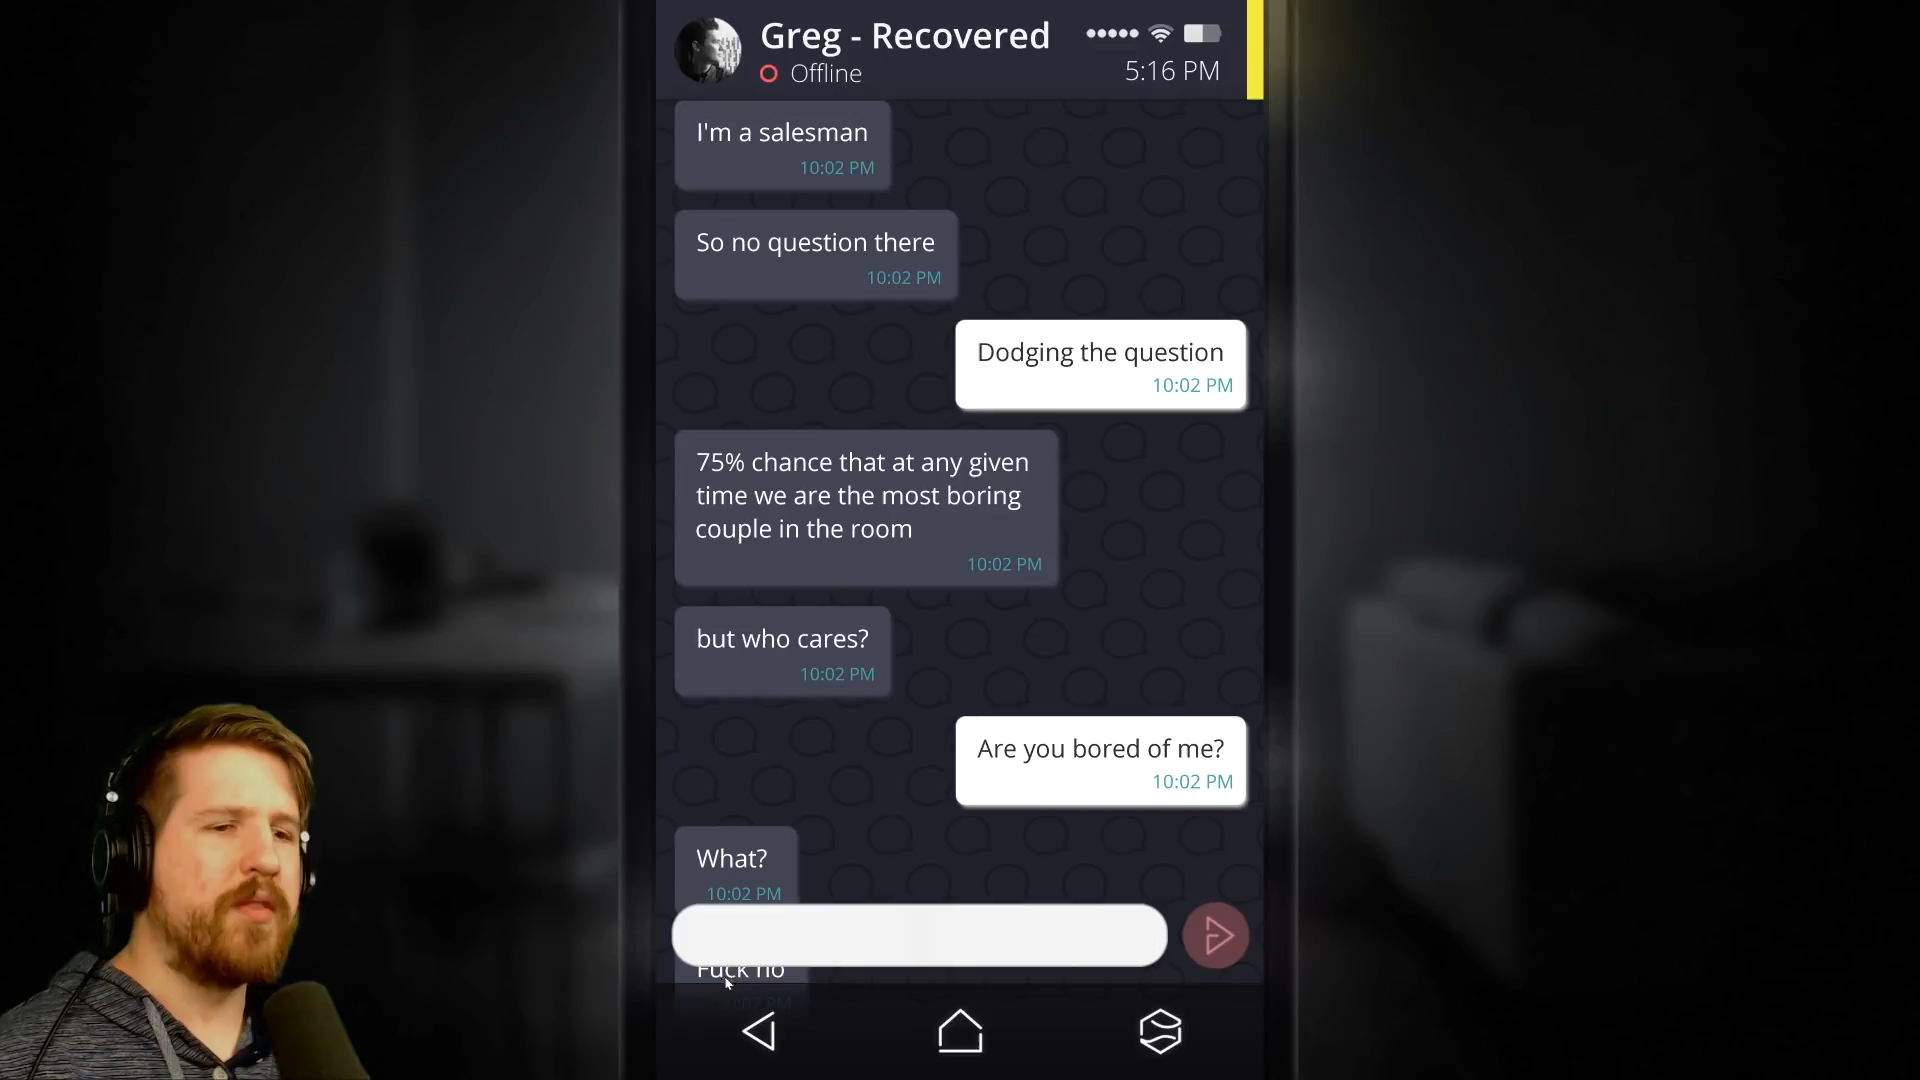 Greg - Recovered
Offline
5:16 PM
I'm a salesman
10:02 PM
So no question there
10:02 PM
Dodging the question
10:02 PM
75% chance that at any given
time we are the most boring
couple in the room
10:02 PM
but who cares?
10:02 PM
Are you bored of me?
10:02 PM
What?
10:02 PM
Fuck no